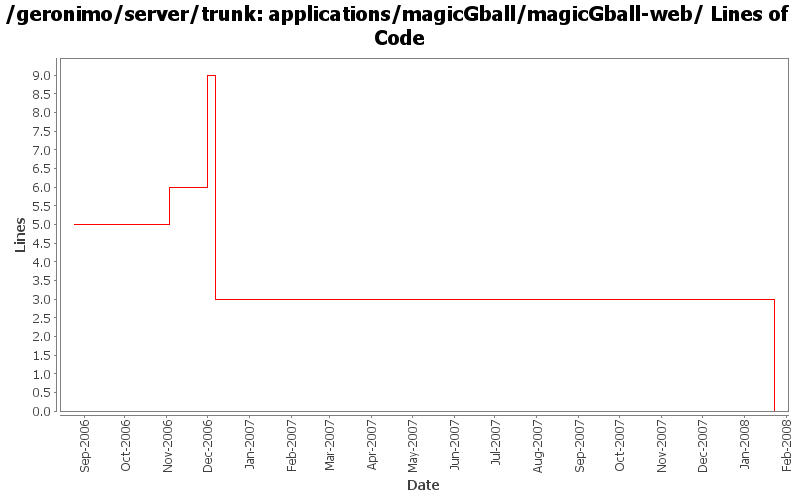 /geronimo/server/trunk: applications/magicGball/magicGball-web/ Lines of
Code
Lines
9.0
8.5
8.0
7.5
7.0
6.5
6.0
5.5
5.0
4.5
4.0
3.5
3.0
2.5
2.0
1.5
1.0
0.5
0.0
Sep-2006
Oct-2006
Nov-2006
Dec-2006
Jan-2007
Feb-2007
Mar-2007
Apr-2007
May-2007
Jun-2007
Jul-2007
Aug-2007
Sep-2007
Oct-2007
Nov-2007
Dec-2007
Jan-2008
Feb-2008
Date